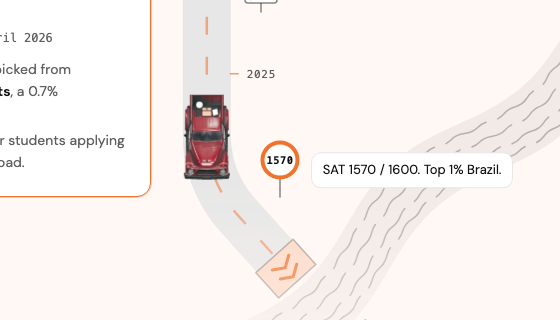 ril 2026
picked from
ts, a 0.7%
r students applying
oad.
2025
1570
SAT 1570 / 1600. Top 1% Brazil.